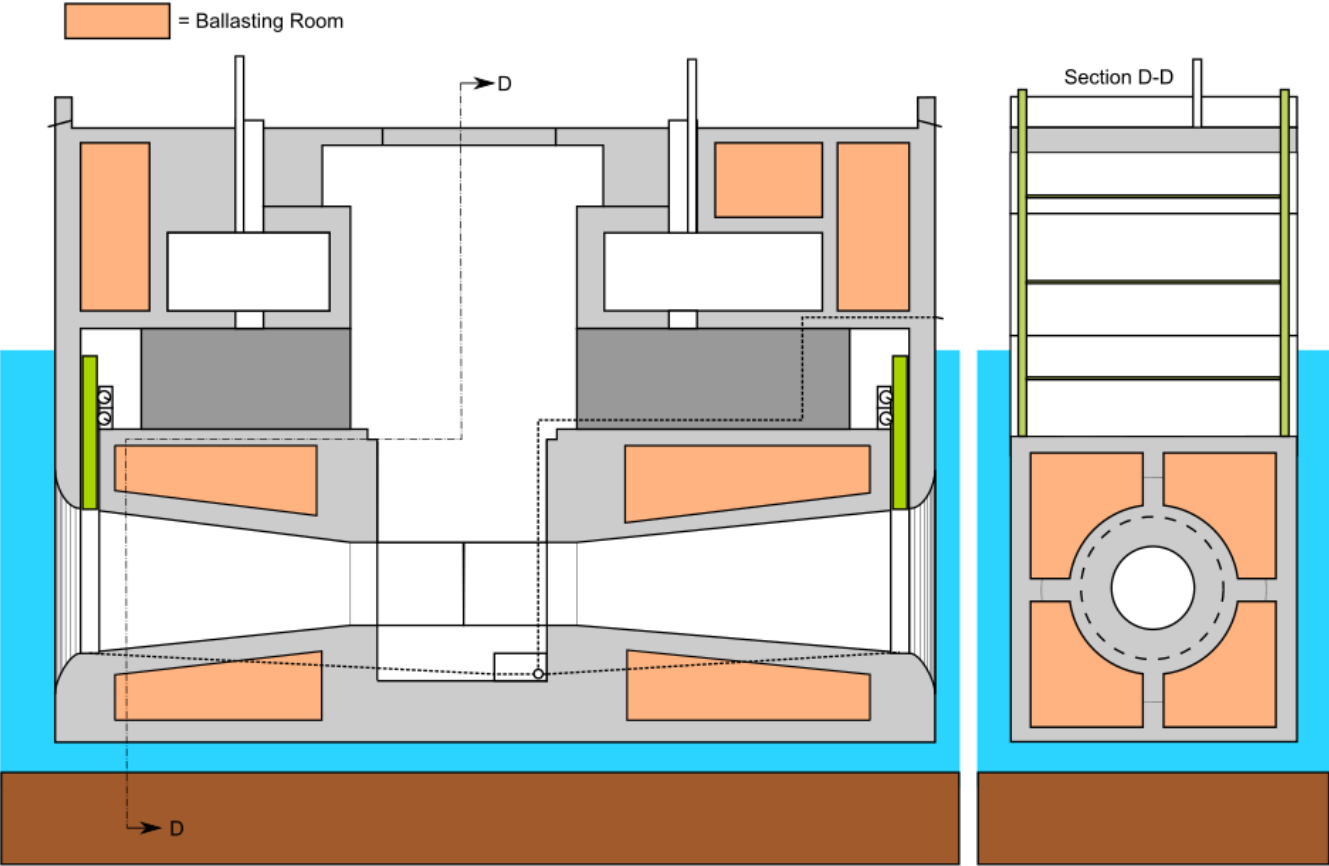 = Ballasting Room
D
Section D-D
D